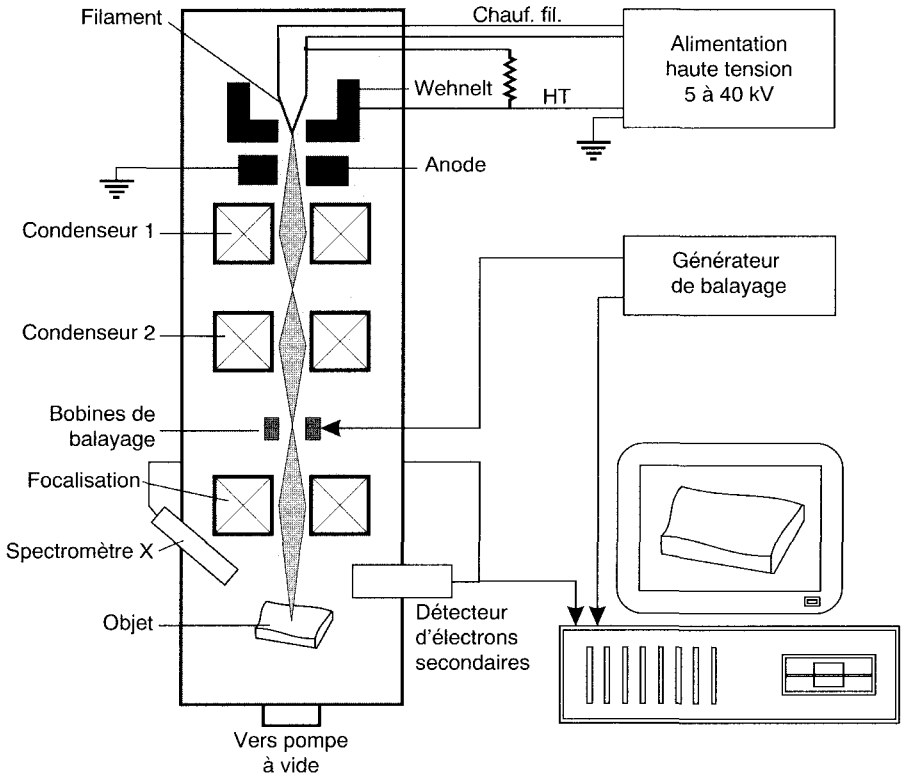 Filament
Chauf. fil.
Alimentation
haute tension
5 à 40 kV
Wehnelt
HT
Anode
Condenseur 1
Générateur
de balayage
Condenseur 2
Bobines de
balayage
Focalisation
Spectromètre X
Objet
Détecteur
d'électrons
secondaires
Vers pompe
à vide